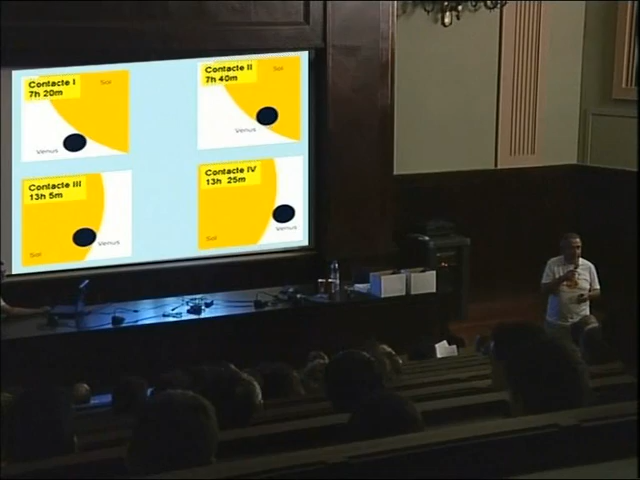 Contacte I
7h 20m
Sol
Venus
Contacte II
7h 40m
Sol
Venus
Contacte III
13h 5m
Sol
Venus
Contacte IV
13h 25m
Sol
Venus